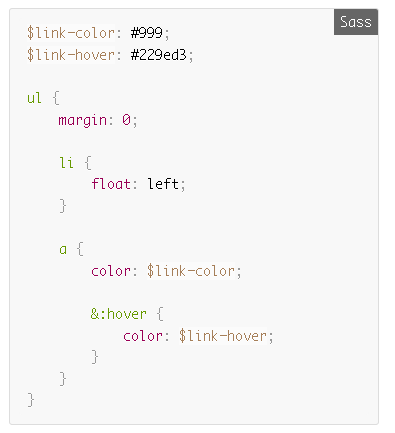 Sass
$link-color: #999;
$link-hover: #229ed3;

ul {
    margin: 0;

    li {
        float: left;
    }

    a {
        color: $link-color;

        &:hover {
            color: $link-hover;
        }
    }
}